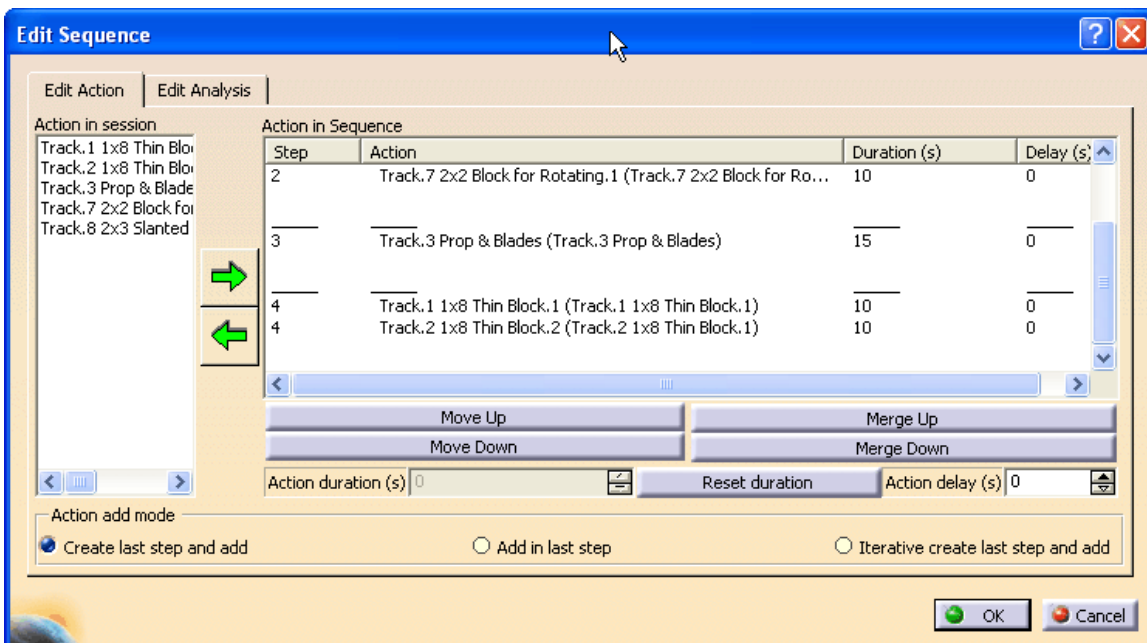 Edit Sequence
Edit Action Edit Analysis
Action in session
Track.1 1x8 Thin Blo
Track.2 1x8 Thin Blo
Track.3 Prop & Blade
Track.7 2x2 Block for
Track.8 2x3 Slanted
Action in Sequence
Step Action Duration (s) Delay (s)
2 Track.7 2x2 Block for Rotating.1 (Track.7 2x2 Block for Ro... 10 0
3 Track.3 Prop & Blades (Track.3 Prop & Blades) 15 0
4 Track.1 1x8 Thin Block.1 (Track.1 1x8 Thin Block.1) 10 0
4 Track.2 1x8 Thin Block.2 (Track.2 1x8 Thin Block.1) 10 0
Move Up Merge Up
Move Down Merge Down
Action duration (s) 0 Reset duration Action delay (s) 0
Action add mode
Create last step and add Add in last step Iterative create last step and add
OK Cancel